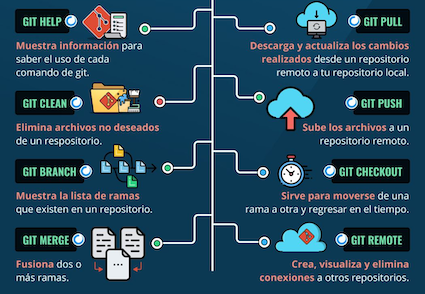 GIT HELP
Muestra información para
saber el uso de cada
comando de git.
GIT PULL
Descarga y actualiza los cambios
realizados desde un repositorio
remoto a tu repositorio local.
GIT CLEAN
Elimina archivos no deseados
de un respositorio.
GIT PUSH
Sube los archivos a un
repositorio remoto.
GIT BRANCH
Muestra la lista de ramas
que existen en un repositorio.
GIT CHECKOUT
Sirve para moverse de una
rama a otra y regresar en el tiempo.
GIT MERGE
Fusiona dos o
más ramas.
GIT REMOTE
Crea, visualiza y elimina
conexiones a otros repositorios.